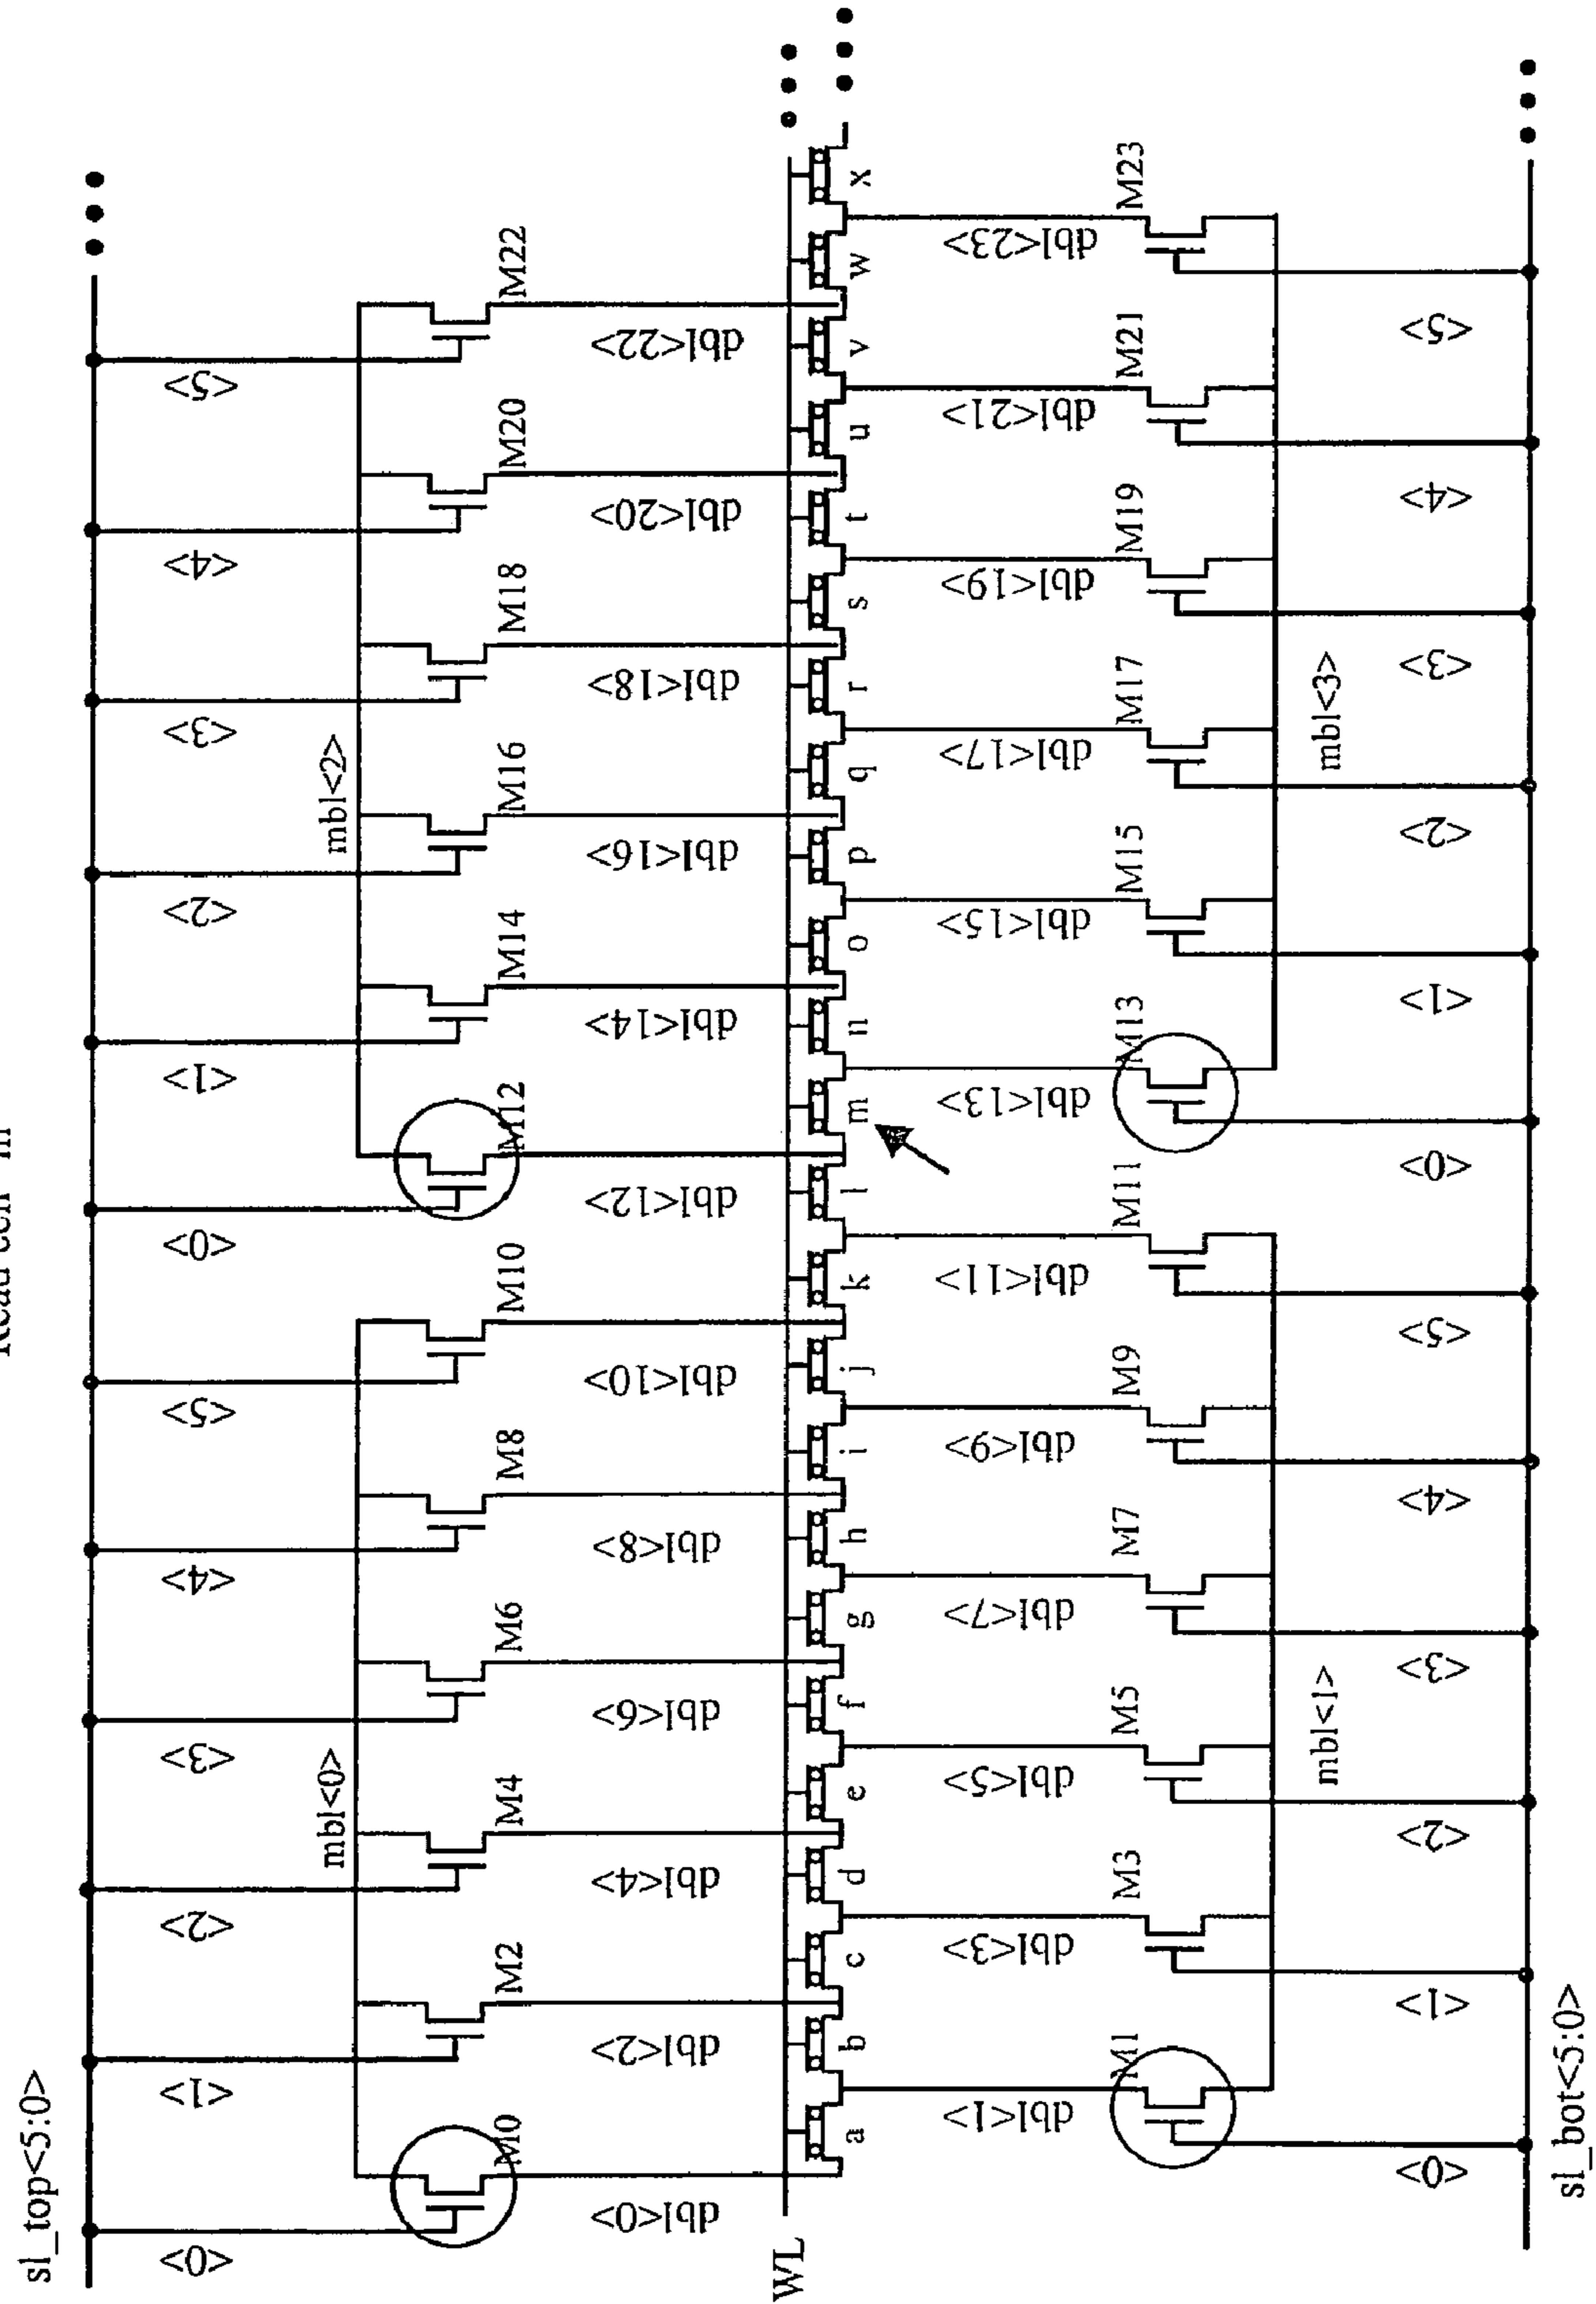 Read cell "m
sl_top<5:0>
<0>
<1>
<2>
<3>
<4>
<5>
<0>
<1>
<2>
<3>
<4>
<5>
mbl<0>
mbl<2>
M0
M2
M4
M6
M8
M10
M12
M14
M16
M18
M20
M22
dbl<0>
dbl<2>
dbl<4>
dbl<6>
dbl<8>
dbl<10>
dbl<12>
dbl<14>
dbl<16>
dbl<18>
dbl<20>
dbl<22>
WL
a
b
c
d
e
f
g
h
i
j
k
l
m
n
o
p
q
r
s
t
u
v
w
x
dbl<1>
dbl<3>
dbl<5>
dbl<7>
dbl<9>
dbl<11>
dbl<13>
dbl<15>
dbl<17>
dbl<19>
dbl<21>
dbl<23>
M1
M3
M5
M7
M9
M11
M13
M15
M17
M19
M21
M23
mbl<1>
mbl<3>
<0>
<1>
<2>
<3>
<4>
<5>
<0>
<1>
<2>
<3>
<4>
<5>
sl_bot<5:0>